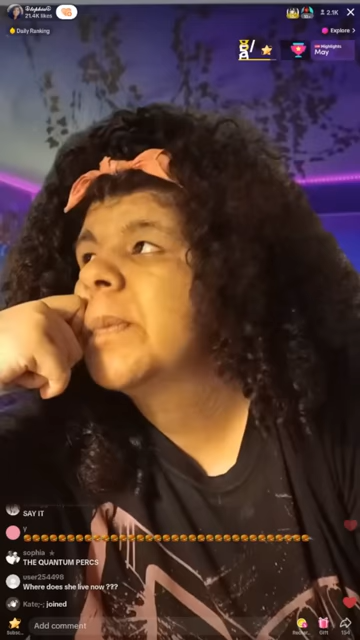 21.4K likes
2.1K
Daily Ranking
Explore >
Highlights
May
SAY IT
y
sophia
THE QUANTUM PERCS
user254498
Where does she live now ???
Kate;-; joined
Add comment
Subsc...
Gift